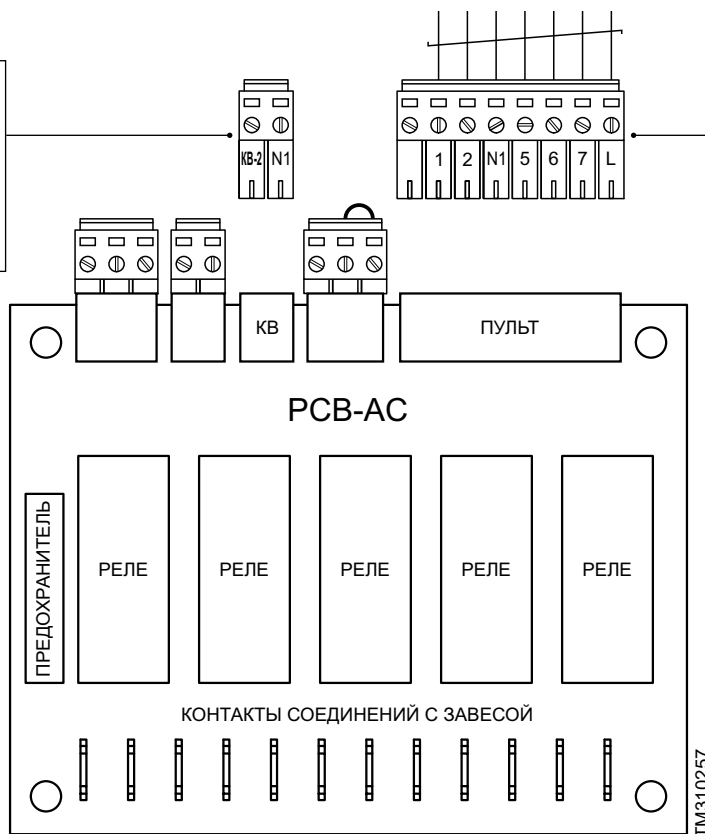 КВ-2 N1
1 2 N1 5 6 7 L
КВ
ПУЛЬТ
PCB-AC
ПРЕДОХРАНИТЕЛЬ
РЕЛЕ РЕЛЕ РЕЛЕ РЕЛЕ РЕЛЕ
КОНТАКТЫ СОЕДИНЕНИЙ С ЗАВЕСОЙ
TM310257